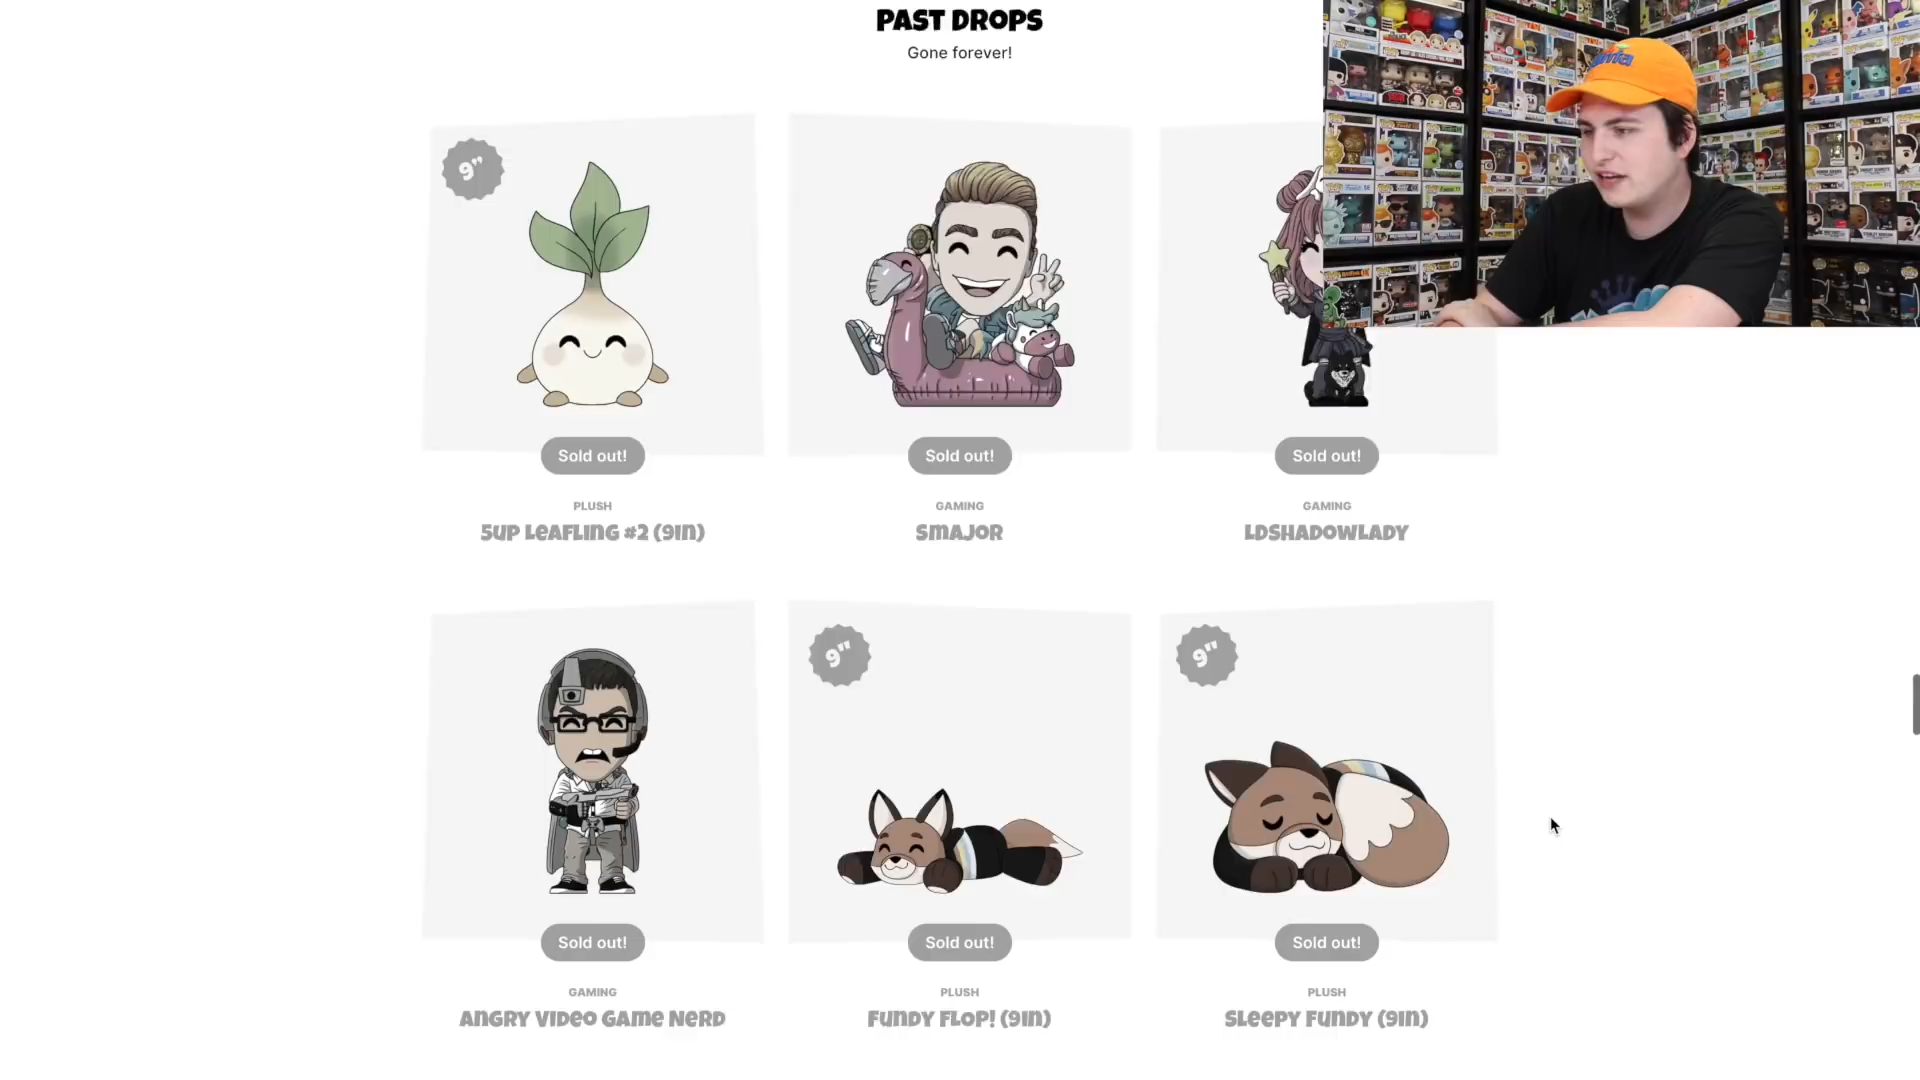 PAST DROPS
Gone forever!
9"
Sold out!
Sold out!
Sold out!
PLUSH
GAMING
GAMING
5UP LEAFLING #2 (9IN)
SMAJOR
LDSHADOWLADY
9"
9"
Sold out!
Sold out!
Sold out!
GAMING
PLUSH
PLUSH
ANGRY VIDEO GAME NERD
FUNDY FLOP! (9IN)
SLEEPY FUNDY (9IN)